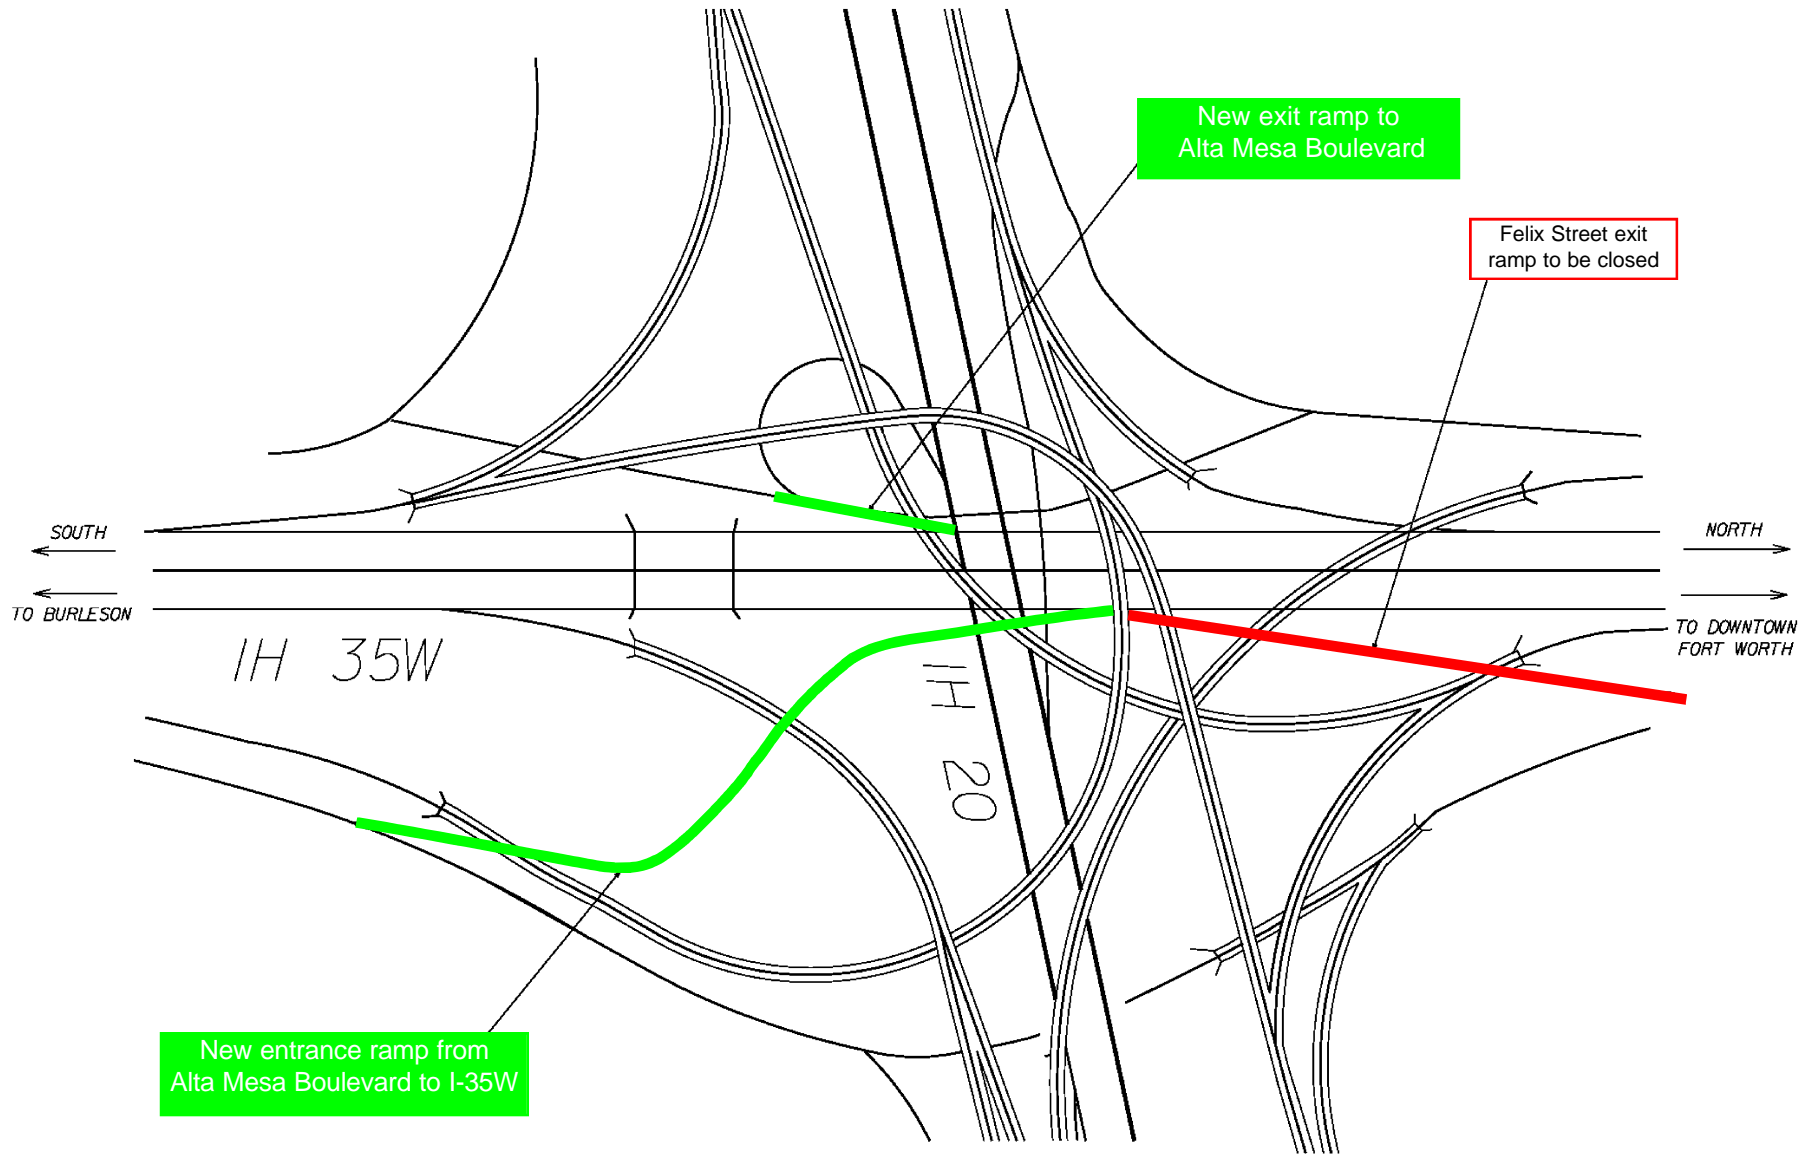 New exit ramp to
Alta Mesa Boulevard
Felix Street exit
ramp to be closed
SOUTH
NORTH
TO BURLESON
TO DOWNTOWN
FORT WORTH
IH 35W
IH 20
New entrance ramp from
Alta Mesa Boulevard to I-35W